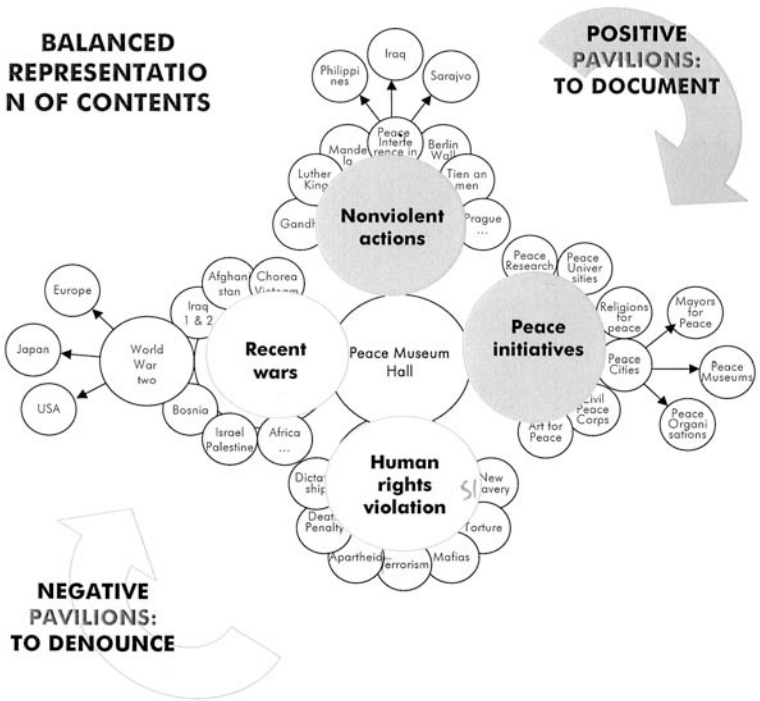 BALANCED
REPRESENTATIO
N OF CONTENTS
POSITIVE
PAVILIONS:
TO DOCUMENT
Iraq
Philippi
nes
Sarajvo
Peace
Interfe
rence in
Mande
la
Berlin
Wall
Luther
King
Tien an
men
Gandh
Prague
...
Nonviolent
actions
Peace
Research
Peace
Univer
sities
Religions
for
peace
Peace
Cities
Civil
Peace
Corps
Art for
Peace
Peace
initiatives
Mayors
for
Peace
Peace
Museums
Peace
Organi
sations
Afghan
stan
Chorea
Vietnam
Iraq
1 & 2
Europe
Japan
USA
World
War
two
Recent
wars
Bosnia
Israel
Palestine
Africa
...
Peace Museum
Hall
Human
rights
violation
Dictat
ship
Death
Penalty
Apartheid
Terrorism
Mafias
Torture
New
Slavery
NEGATIVE
PAVILIONS:
TO DENOUNCE